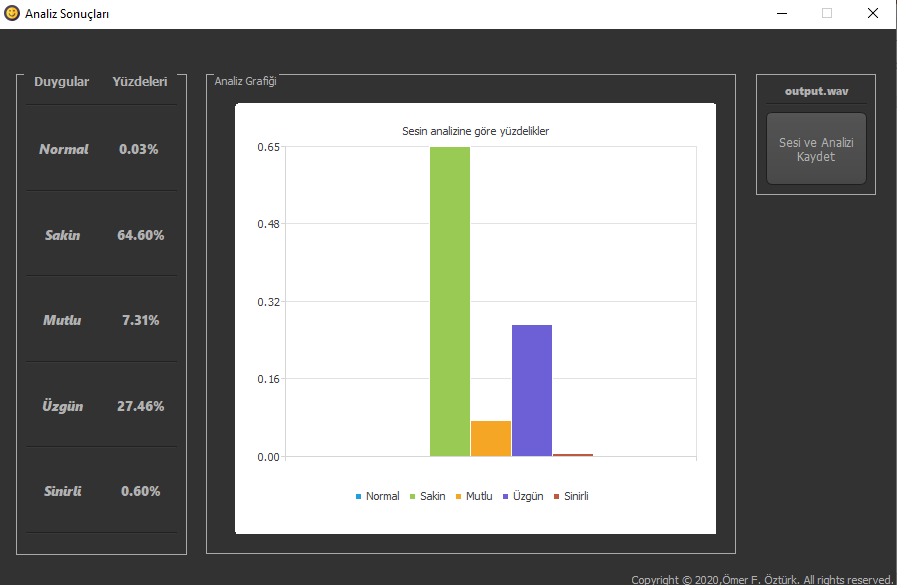 Analiz Sonuçları
Duygular Yüzdeleri
Normal 0.03%
Sakin 64.60%
Mutlu 7.31%
Üzgün 27.46%
Sinirli 0.60%
Analiz Grafiği
Sesin analizine göre yüzdelikler
0.65
0.48
0.32
0.16
0.00
Normal Sakin Mutlu Üzgün Sinirli
output.wav
Sesi ve Analizi
Kaydet
Copyright © 2020,Ömer F. Öztürk. All rights reserved.